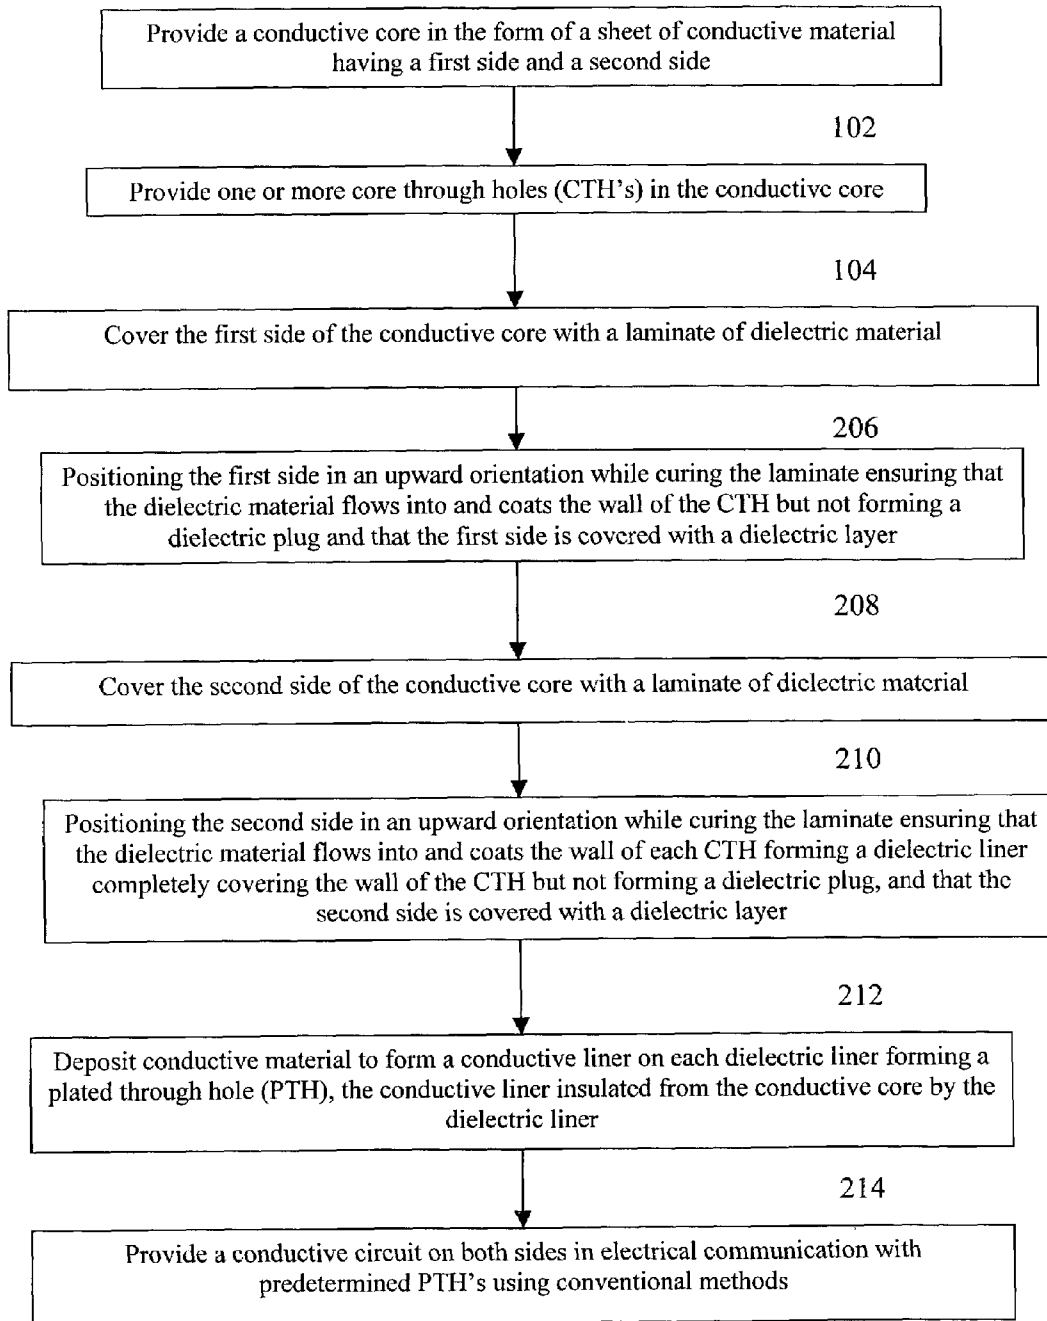 Provide a conductive core in the form of a sheet of conductive material
having a first side and a second side
102
Provide one or more core through holes (CTH's) in the conductive core
104
Cover the first side of the conductive core with a laminate of dielectric material
206
Positioning the first side in an upward orientation while curing the laminate ensuring that
the dielectric material flows into and coats the wall of the CTH but not forming a
dielectric plug and that the first side is covered with a dielectric layer
208
Cover the second side of the conductive core with a laminate of dielectric material
210
Positioning the second side in an upward orientation while curing the laminate ensuring that
the dielectric material flows into and coats the wall of each CTH forming a dielectric liner
completely covering the wall of the CTH but not forming a dielectric plug, and that the
second side is covered with a dielectric layer
212
Deposit conductive material to form a conductive liner on each dielectric liner forming a
plated through hole (PTH), the conductive liner insulated from the conductive core by the
dielectric liner
214
Provide a conductive circuit on both sides in electrical communication with
predetermined PTH's using conventional methods